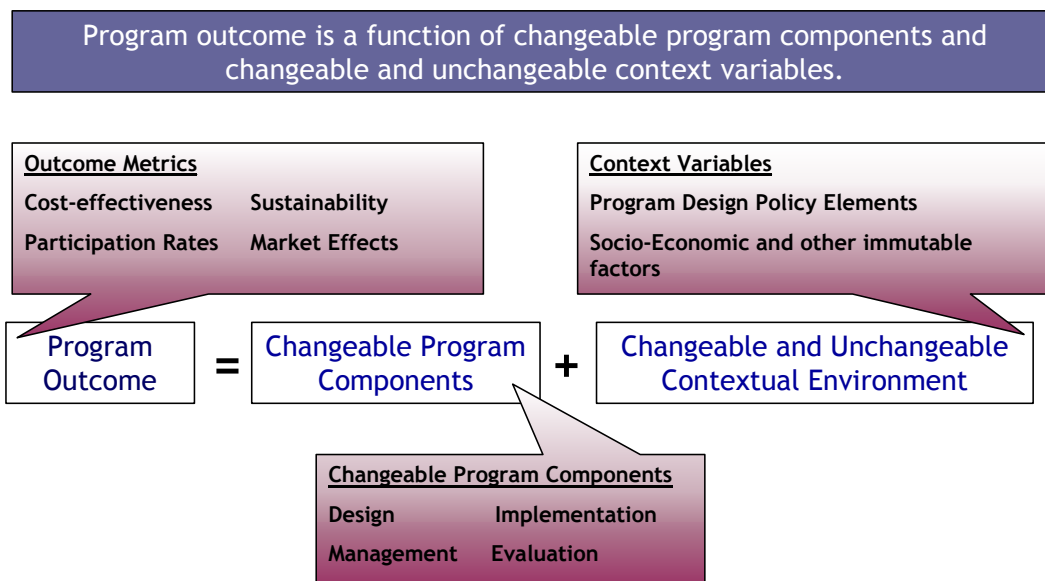 Program outcome is a function of changeable program components and
changeable and unchangeable context variables.
Outcome Metrics
Cost-effectiveness Sustainability
Participation Rates Market Effects
Context Variables
Program Design Policy Elements
Socio-Economic and other immutable
factors
Program
Outcome
=
Changeable Program
Components
+
Changeable and Unchangeable
Contextual Environment
Changeable Program Components
Design Implementation
Management Evaluation